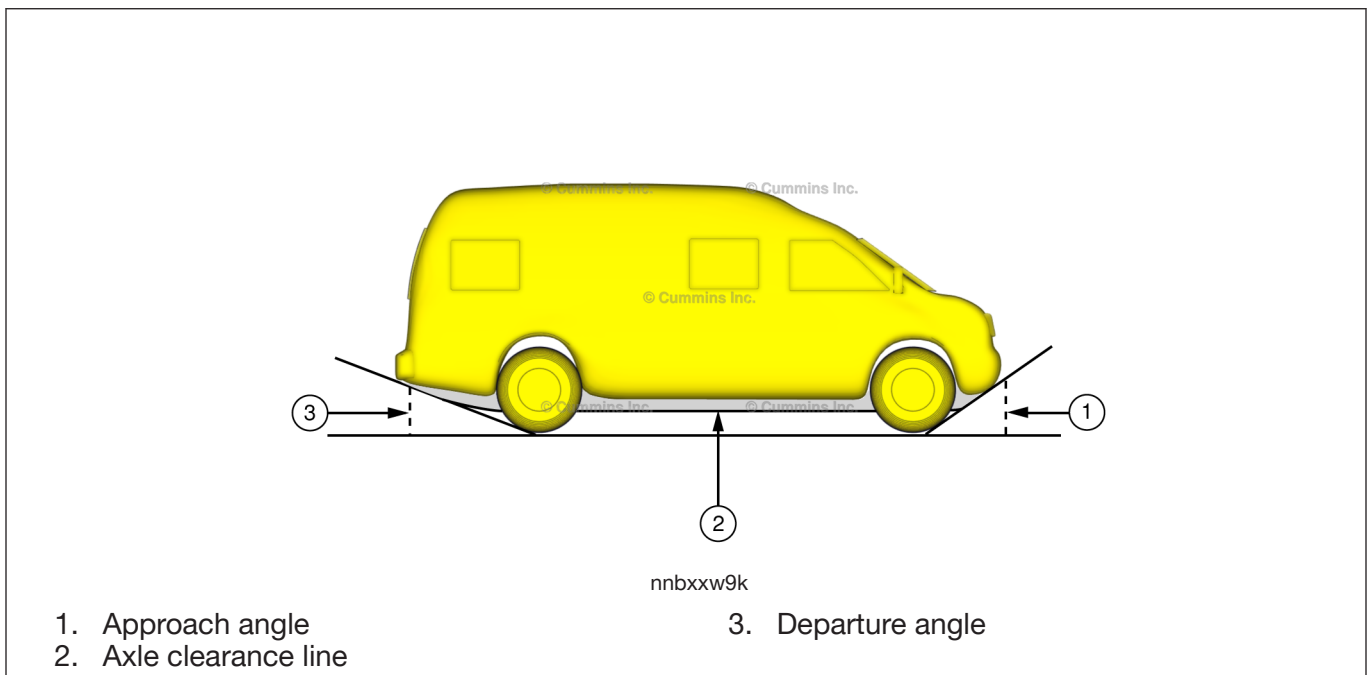 © Cummins Inc. © Cummins Inc.
© Cummins Inc.
3
1
© Cummins Inc. © Cummins Inc.
2
nnbxxw9k
1. Approach angle
2. Axle clearance line
3. Departure angle